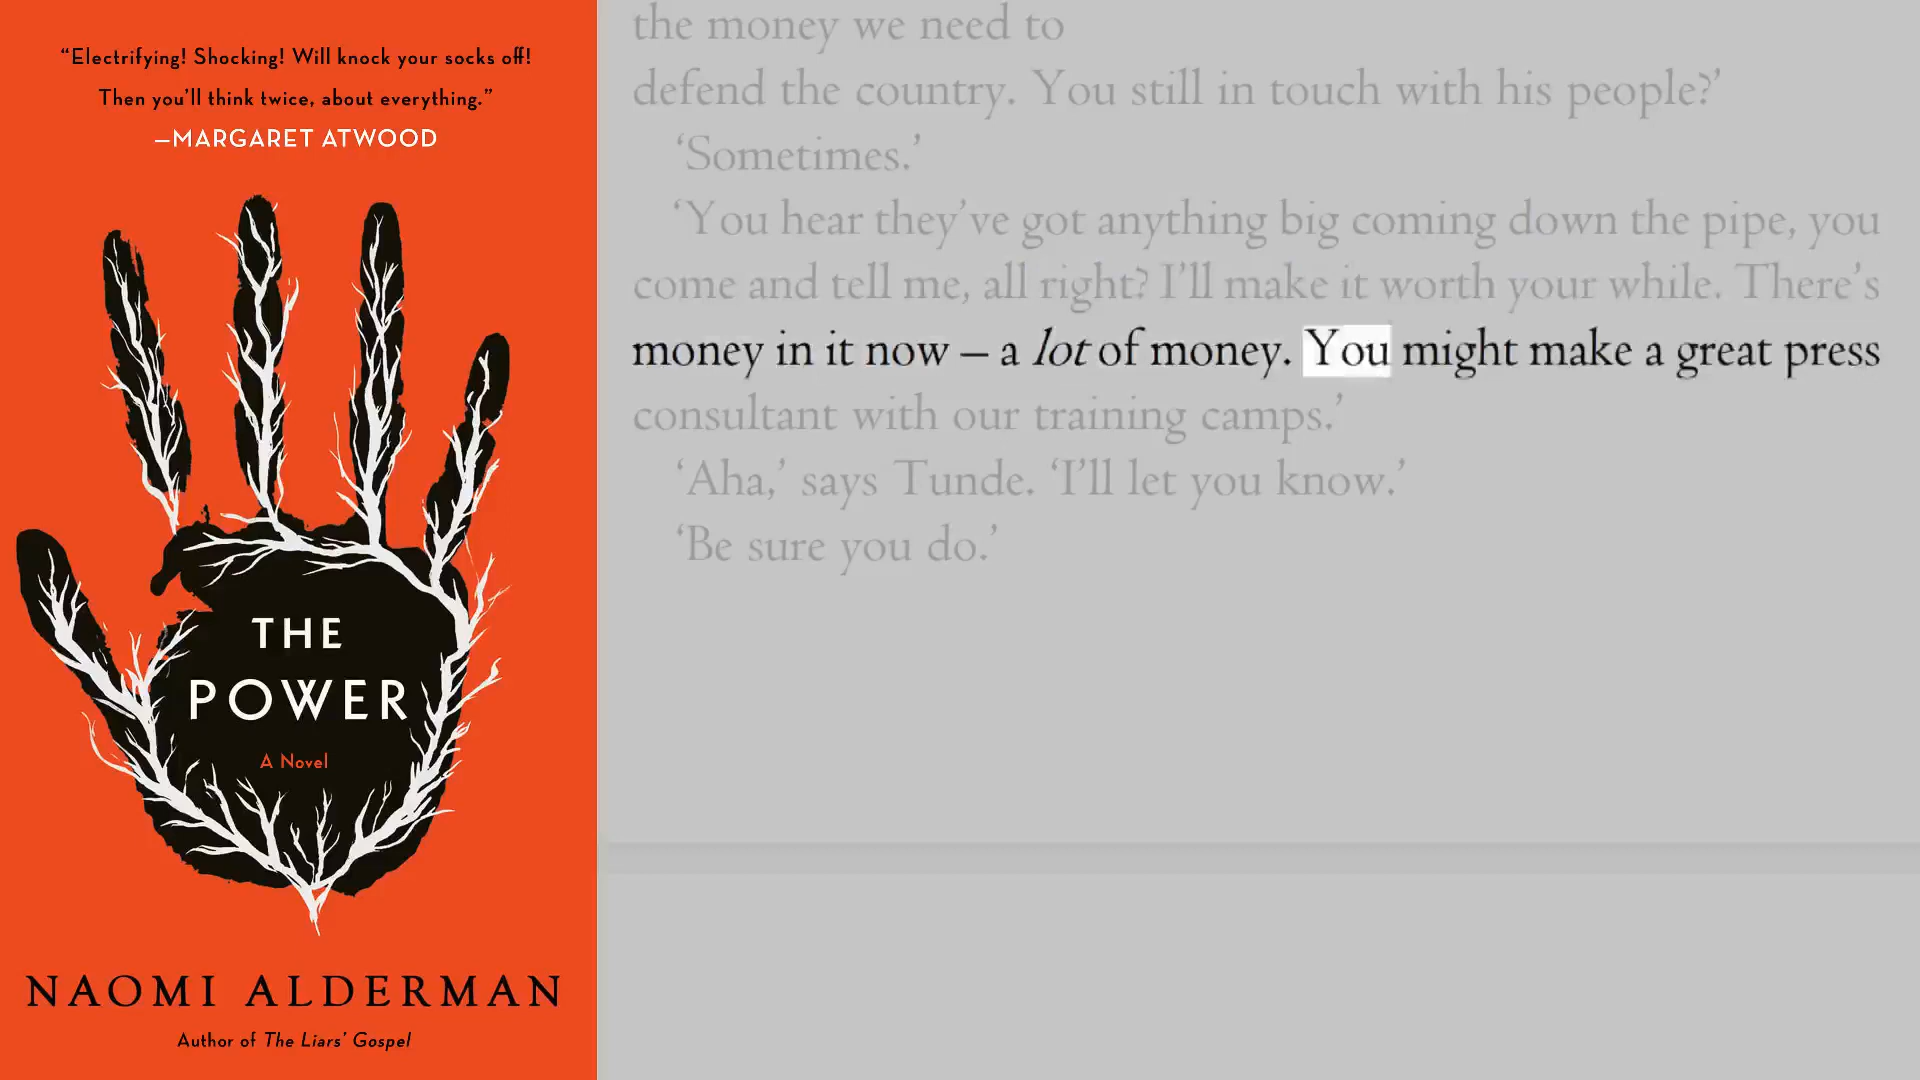 “Electrifying! Shocking! Will knock your socks off!
Then you’ll think twice, about everything.”
—MARGARET ATWOOD
THE
POWER
A Novel
NAOMI ALDERMAN
Author of The Liars’ Gospel
the money we need to
defend the country. You still in touch with his people?’
‘Sometimes.’
‘You hear they’ve got anything big coming down the pipe, you
come and tell me, all right? I’ll make it worth your while. There’s
money in it now – a lot of money. You might make a great press
consultant with our training camps.’
‘Aha,’ says Tunde. ‘I’ll let you know.’
‘Be sure you do.’